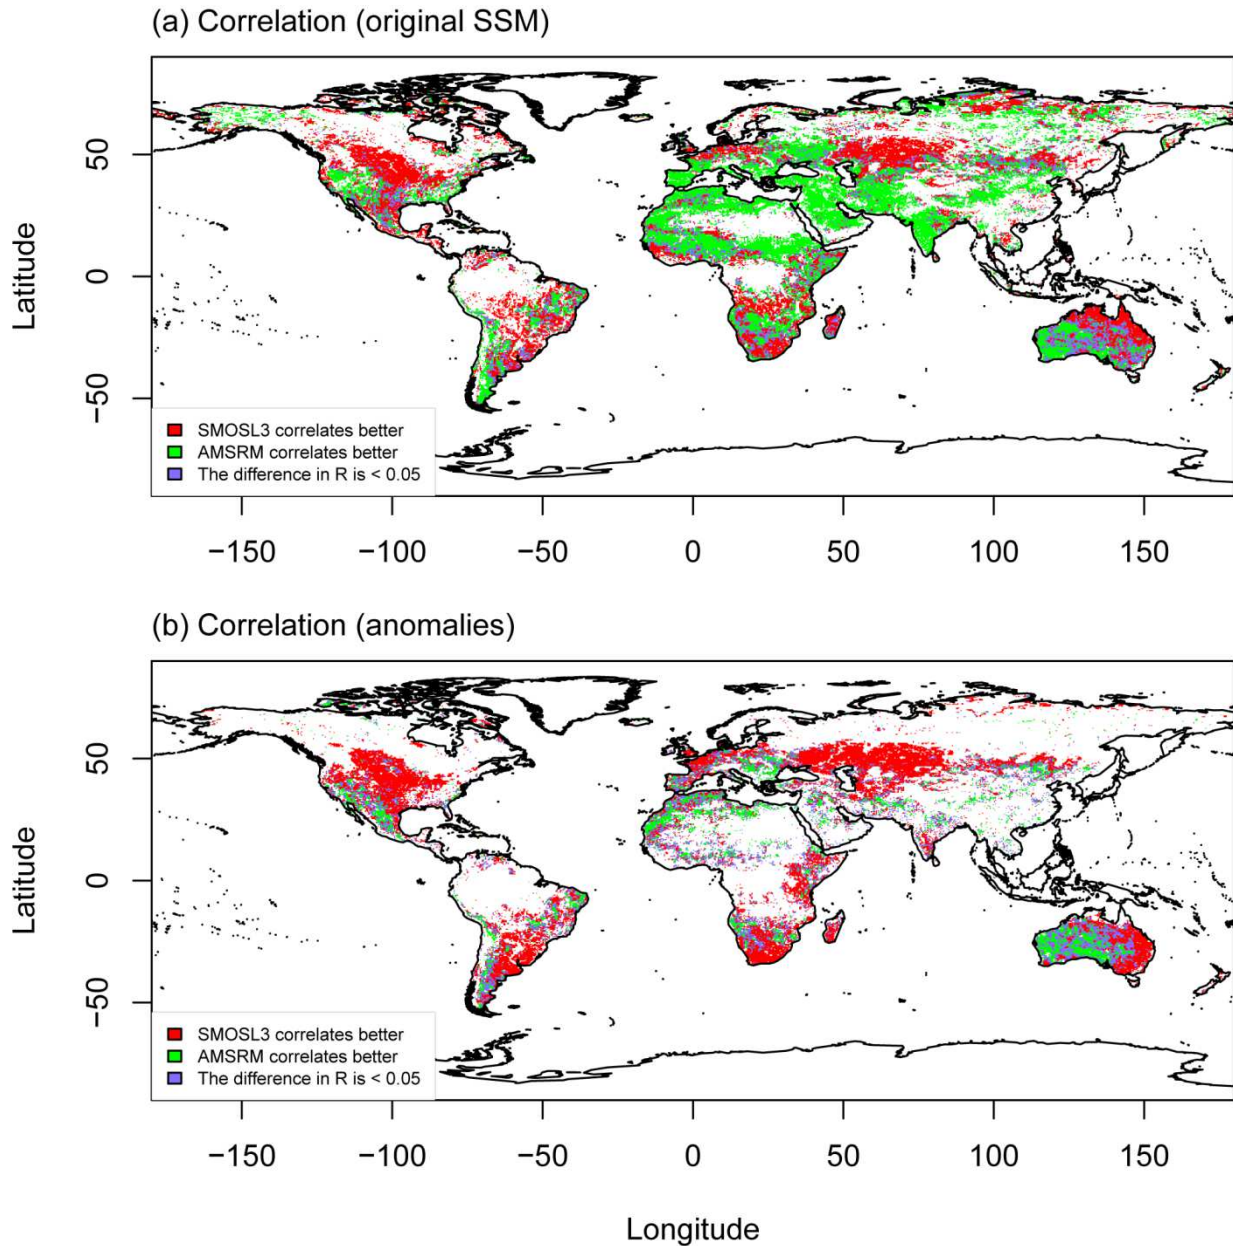 (a) Correlation (original SSM)
Latitude
50
0
−50
SMOSL3 correlates better
AMSRM correlates better
The difference in R is < 0.05
−150 −100 −50 0 50 100 150
(b) Correlation (anomalies)
Latitude
50
0
−50
SMOSL3 correlates better
AMSRM correlates better
The difference in R is < 0.05
−150 −100 −50 0 50 100 150
Longitude